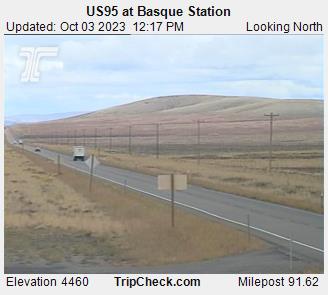 US95 at Basque Station
Updated: Oct 03 2023 12:17 PM Looking North
Elevation 4460 TripCheck.com Milepost 91.62